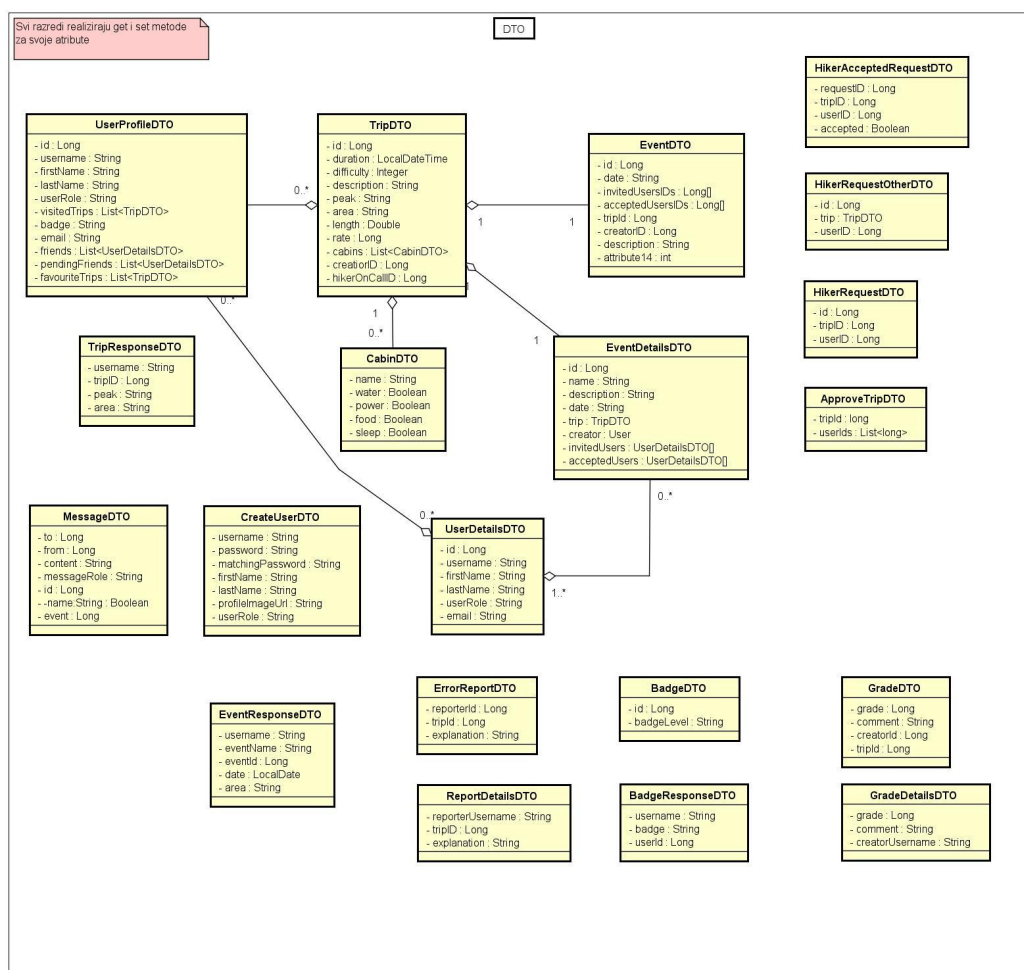 Svi razredi realiziraju get i set metode
za svoje atribute
DTO
HikerAcceptedRequestDTO
- requestID : Long
- tripID : Long
- userID : Long
- accepted : Boolean
UserProfileDTO
- id : Long
- username : String
- firstName : String
- lastName : String
- userRole : String
- visitedTrips : List<TripDTO>
- badge : String
- email : String
- friends : List<UserDetailsDTO>
- pendingFriends : List<UserDetailsDTO>
- favouriteTrips : List<TripDTO>
0..*
TripDTO
- id : Long
- duration : LocalDateTime
- difficulty : Integer
- description : String
- peak : String
- area : String
- length : Double
- rate : Long
- cabins : List<CabinDTO>
- creatiorID : Long
- hikerOnCallID : Long
1
1
EventDTO
- id : Long
- date : String
- invitedUsersIDs : Long[]
- acceptedUsersIDs : Long[]
- tripId : Long
- creatorID : Long
- description : String
- attribute14 : int
HikerRequestOtherDTO
- id : Long
- trip : TripDTO
- userID : Long
HikerRequestDTO
- id : Long
- tripID : Long
- userID : Long
0..*
1
0..*
1
1
TripResponseDTO
- username : String
- tripID : Long
- peak : String
- area : String
CabinDTO
- name : String
- water : Boolean
- power : Boolean
- food : Boolean
- sleep : Boolean
EventDetailsDTO
- id : Long
- name : String
- description : String
- date : String
- trip : TripDTO
- creator : User
- invitedUsers : UserDetailsDTO[]
- acceptedUsers : UserDetailsDTO[]
ApproveTripDTO
- tripId : long
- userIds : List<long>
0..*
0..*
1..*
MessageDTO
- to : Long
- from : Long
- content : String
- messageRole : String
- id : Long
- -name:String : Boolean
- event : Long
CreateUserDTO
- username : String
- password : String
- matchingPassword : String
- firstName : String
- lastName : String
- profileImageUrl : String
- userRole : String
UserDetailsDTO
- id : Long
- username : String
- firstName : String
- lastName : String
- userRole : String
- email : String
EventResponseDTO
- username : String
- eventName : String
- eventId : Long
- date : LocalDate
- area : String
ErrorReportDTO
- reporterId : Long
- tripId : Long
- explanation : String
BadgeDTO
- id : Long
- badgeLevel : String
GradeDTO
- grade : Long
- comment : String
- creatorId : Long
- tripId : Long
ReportDetailsDTO
- reporterUsername : String
- tripID : Long
- explanation : String
BadgeResponseDTO
- username : String
- badge : String
- userId : Long
GradeDetailsDTO
- grade : Long
- comment : String
- creatorUsername : String